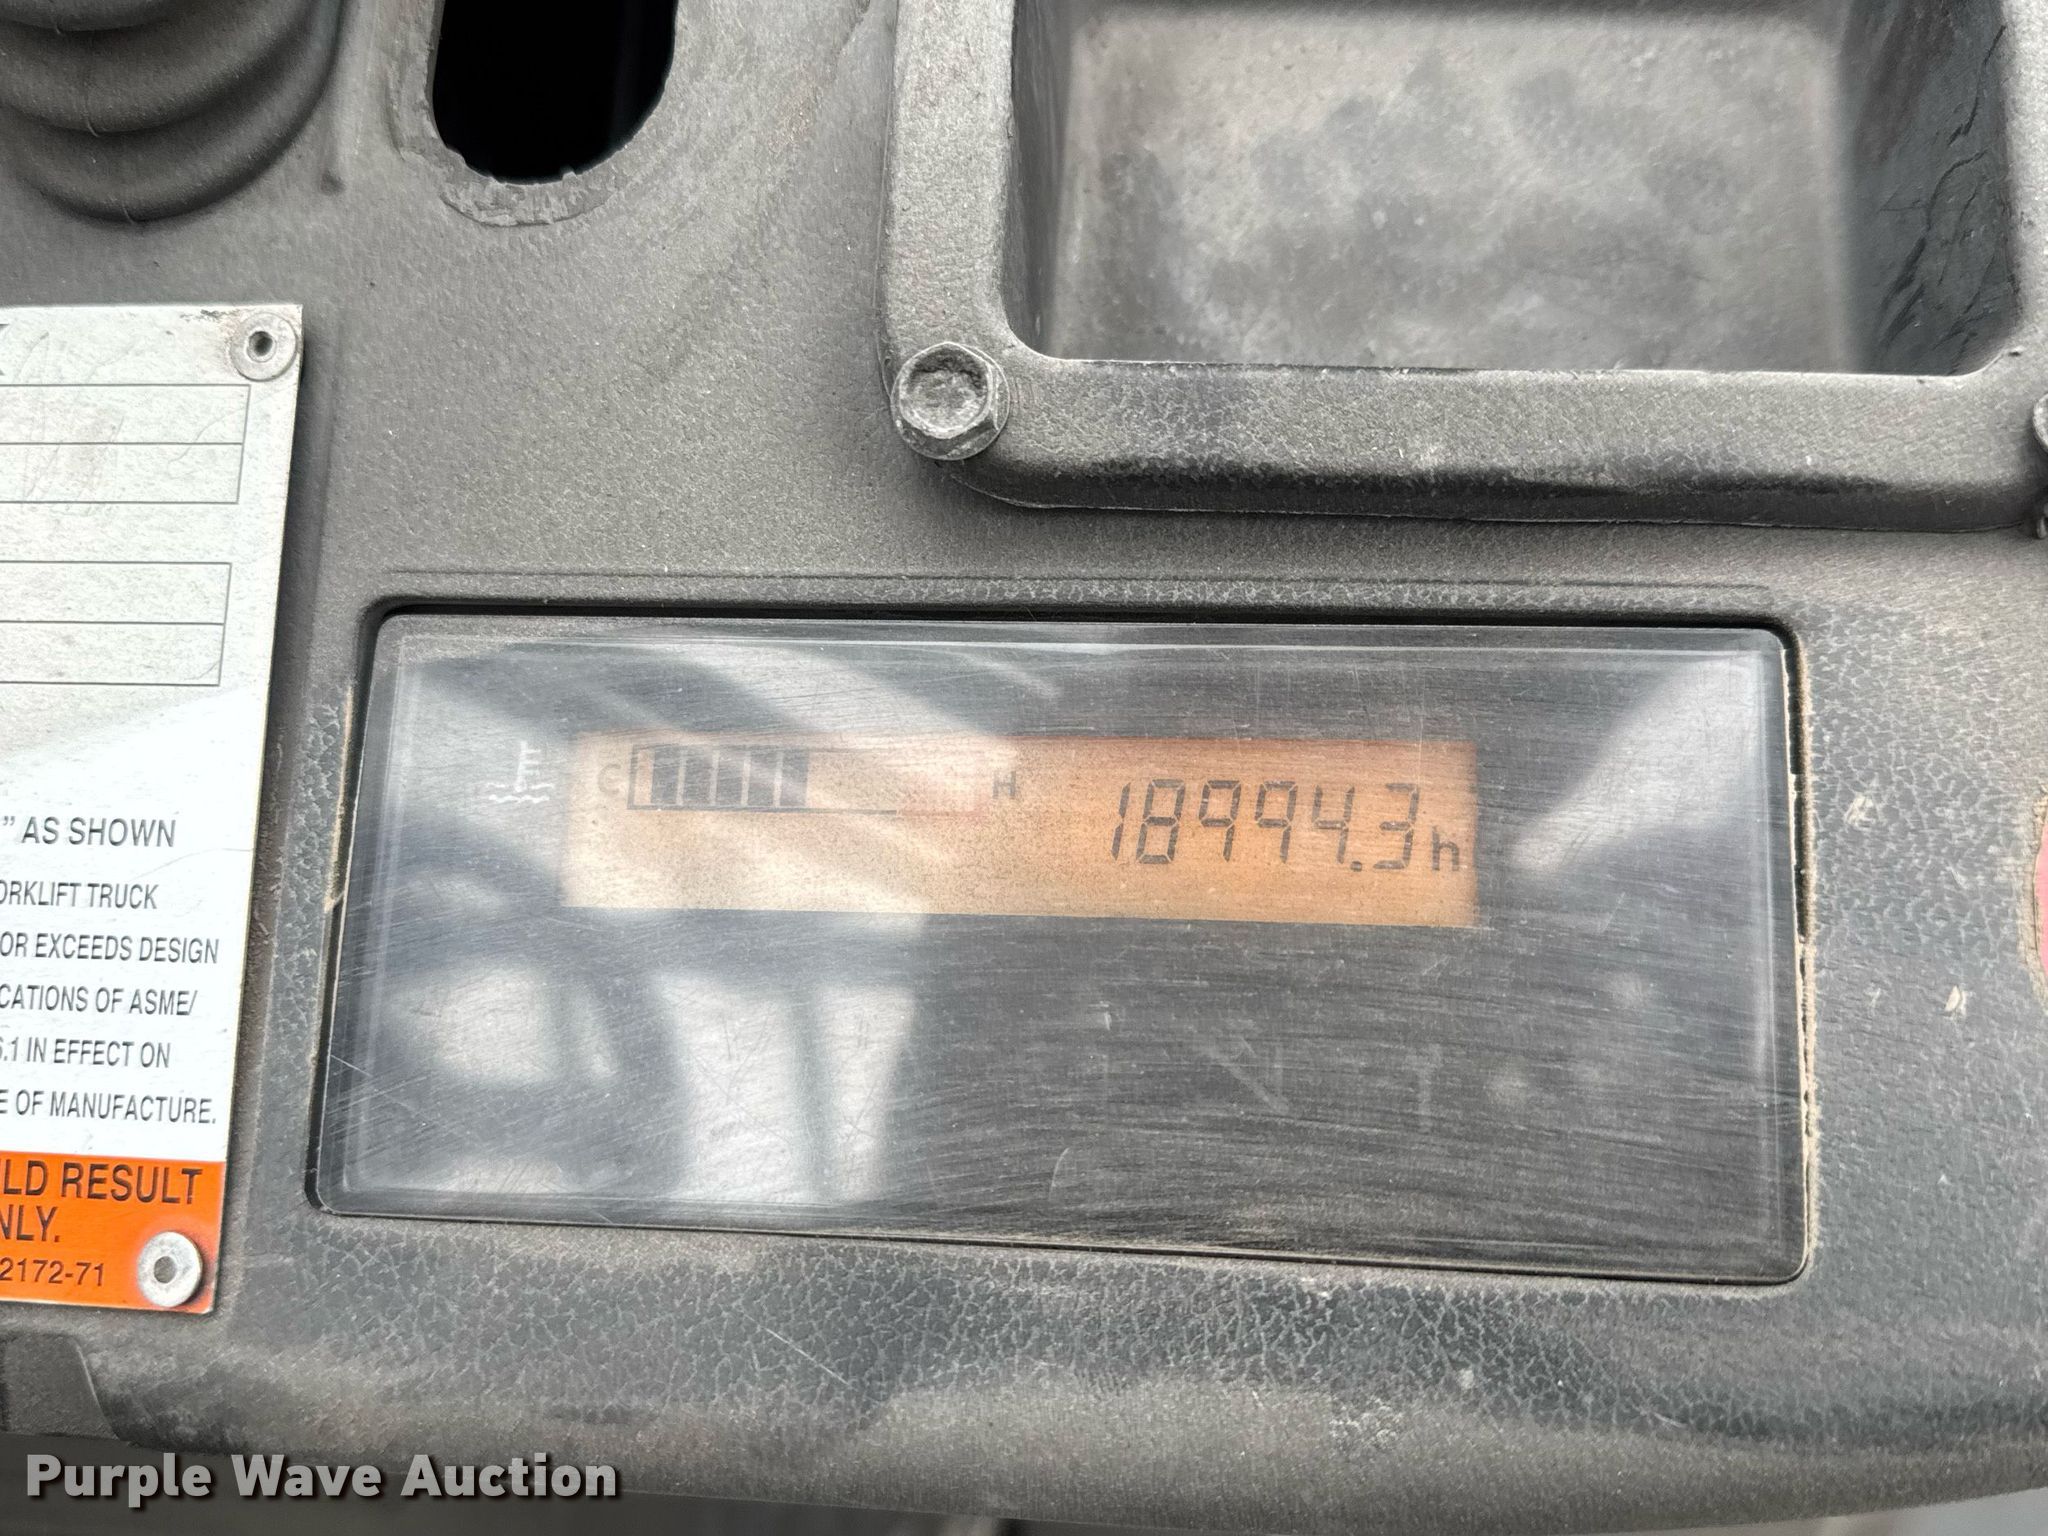 " AS SHOWN
ORKLIFT TRUCK
OR EXCEEDS DESIGN
CATIONS OF ASME/
6.1 IN EFFECT ON
E OF MANUFACTURE.
LD RESULT
NLY.
2172-71
C H 18994.3h
Purple Wave Auction